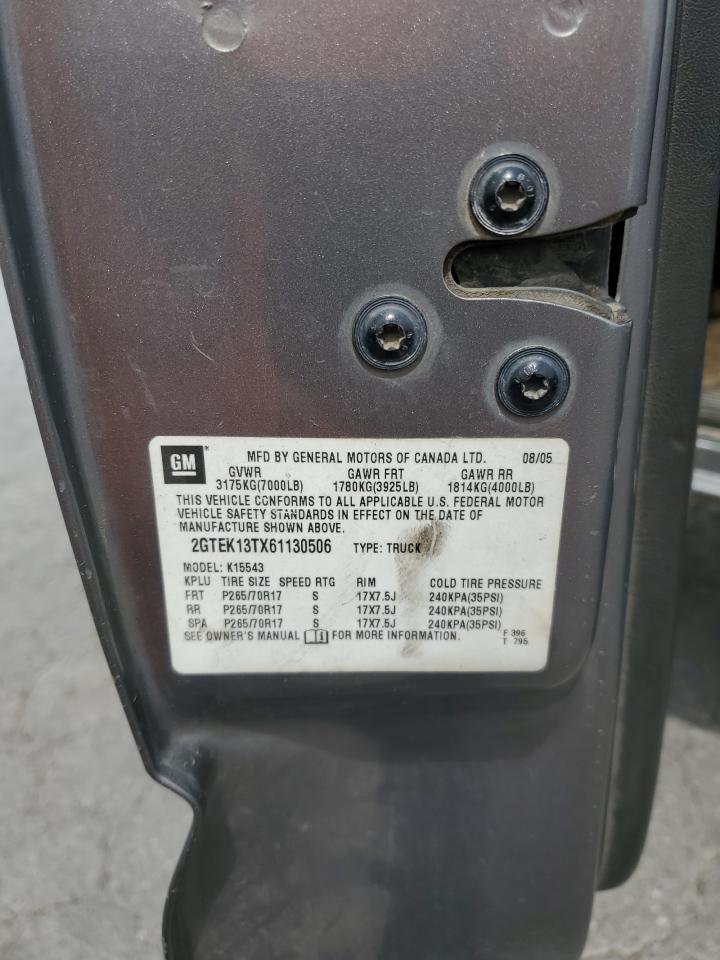 GM
MFD BY GENERAL MOTORS OF CANADA LTD. 08/05
GVWR GAWR FRT GAWR RR
3175KG(7000LB) 1780KG(3925LB) 1814KG(4000LB)
THIS VEHICLE CONFORMS TO ALL APPLICABLE U.S. FEDERAL MOTOR
VEHICLE SAFETY STANDARDS IN EFFECT ON THE DATE OF
MANUFACTURE SHOWN ABOVE.
2GTEK13TX61130506 TYPE: TRUCK
MODEL: K15543
KPLU TIRE SIZE SPEED RTG RIM COLD TIRE PRESSURE
FRT P265/70R17 S 17X7.5J 240KPA(35PSI)
RR P265/70R17 S 17X7.5J 240KPA(35PSI)
SPA P265/70R17 S 17X7.5J 240KPA(35PSI)
SEE OWNER'S MANUAL FOR MORE INFORMATION.
F 396
T 795